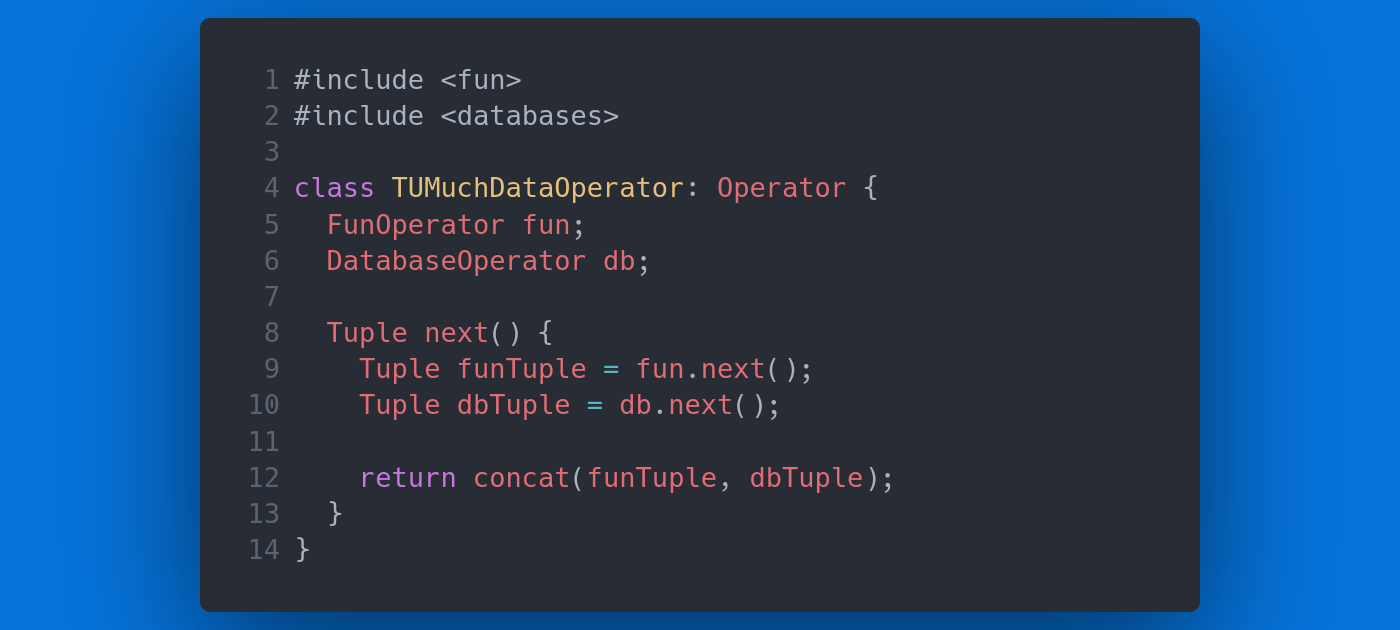 1 #include <fun>
2 #include <databases>
3
4 class TUMuchDataOperator: Operator {
5   FunOperator fun;
6   DatabaseOperator db;
7
8   Tuple next() {
9     Tuple funTuple = fun.next();
10     Tuple dbTuple = db.next();
11
12     return concat(funTuple, dbTuple);
13   }
14 }